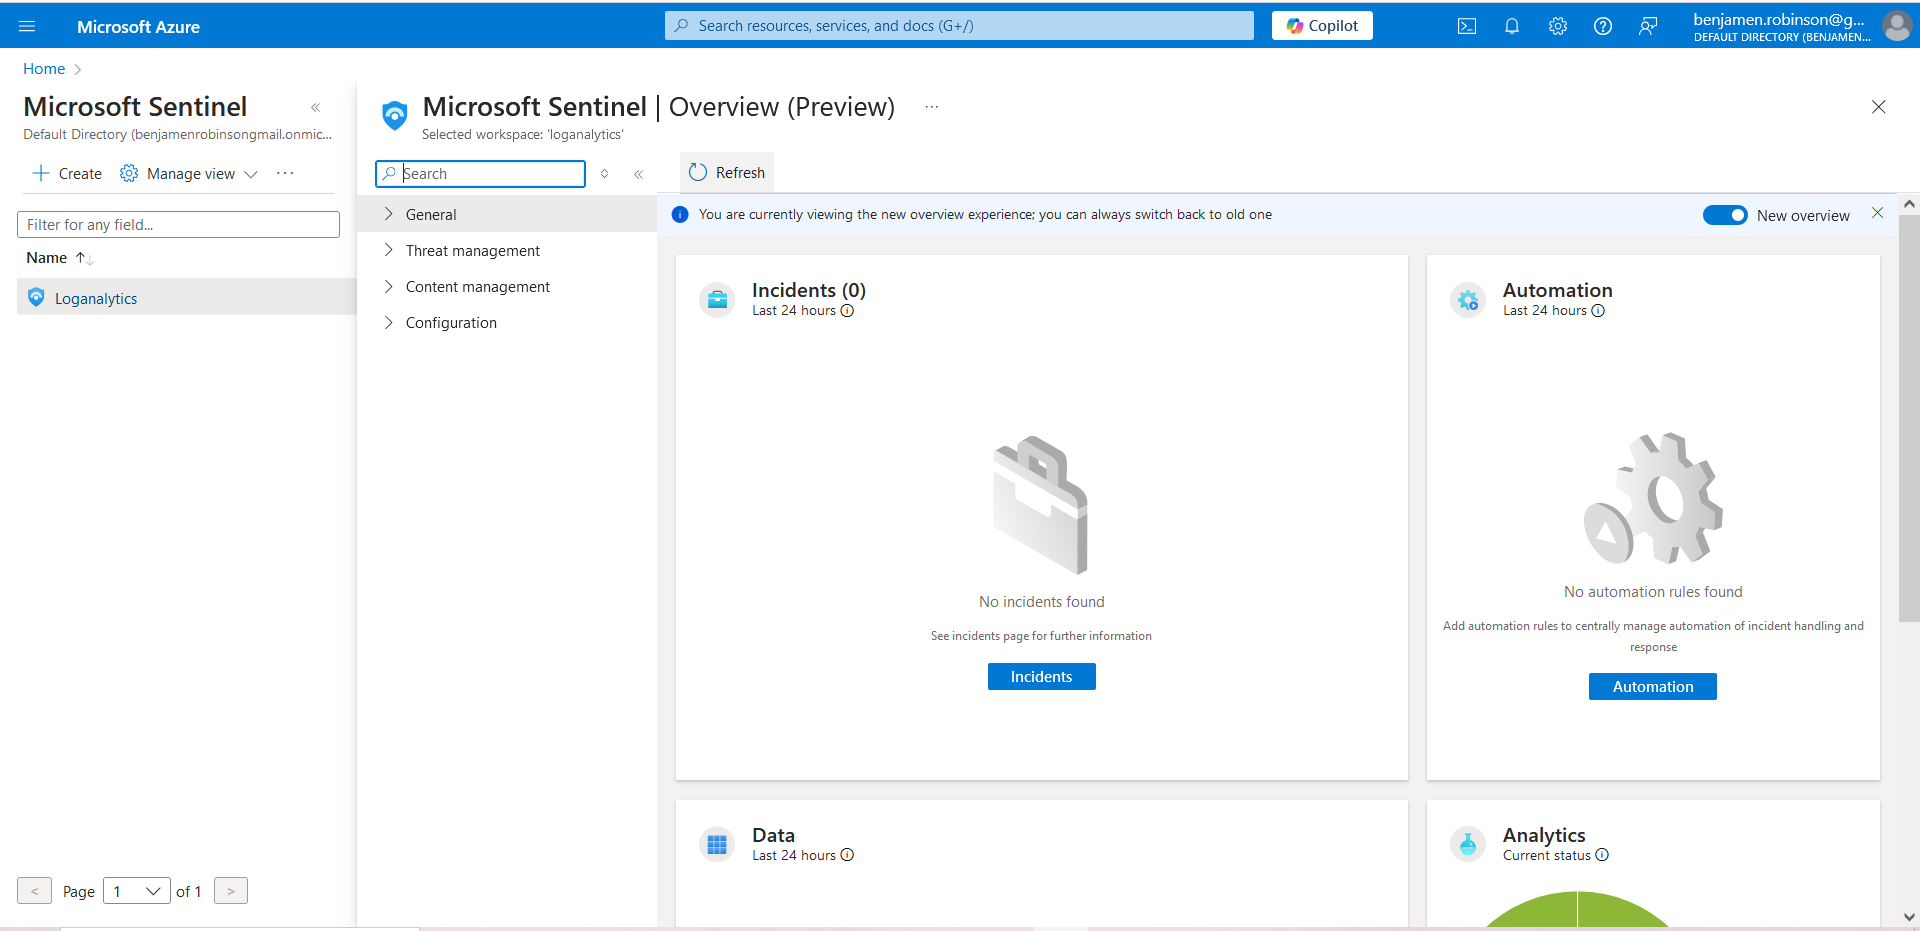 Microsoft Azure
Search resources, services, and docs (G+/)
Copilot
benjamen.robinson@g...
DEFAULT DIRECTORY (BENJAMEN...
Home
Microsoft Sentinel
Default Directory (benjamenrobinsongmail.onmic...
Create
Manage view
Filter for any field...
Name
Loganalytics
Page 1 of 1
Microsoft Sentinel | Overview (Preview)
Selected workspace: 'loganalytics'
Search
General
Threat management
Content management
Configuration
Refresh
You are currently viewing the new overview experience; you can always switch back to old one
New overview
Incidents (0)
Last 24 hours
No incidents found
See incidents page for further information
Incidents
Automation
Last 24 hours
No automation rules found
Add automation rules to centrally manage automation of incident handling and
response
Automation
Data
Last 24 hours
Analytics
Current status